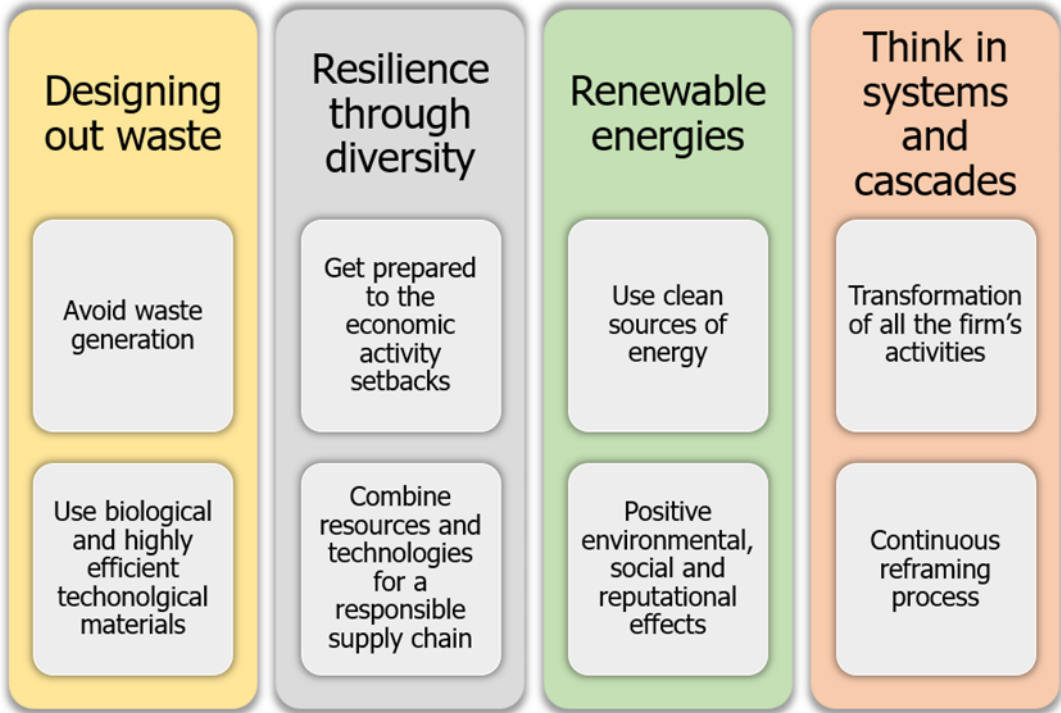 Designing
out waste
Avoid waste
generation
Use biological
and highly
efficient
techonolgical
materials
Resilience
through
diversity
Get prepared
to the
economic
activity
setbacks
Combine
resources and
technologies
for a
responsible
supply chain
Renewable
energies
Use clean
sources of
energy
Positive
environmental,
social and
reputational
effects
Think in
systems
and
cascades
Transformation
of all the firm’s
activities
Continuous
reframing
process